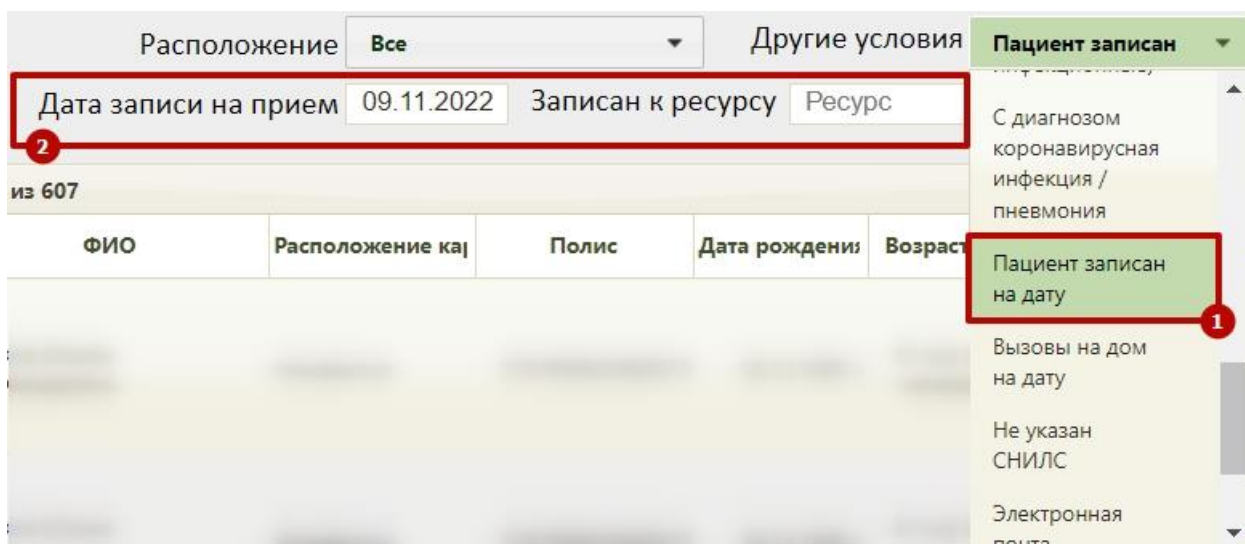 Расположение Все Другие условия Пациент записан
Дата записи на прием 09.11.2022 Записан к ресурсу Ресурс
2
из 607
ФИО Расположение кар Полис Дата рождения Возраст
С диагнозом
коронавирусная
инфекция /
пневмония
Пациент записан
на дату
1
Вызовы на дом
на дату
Не указан
СНИЛС
Электронная
почта